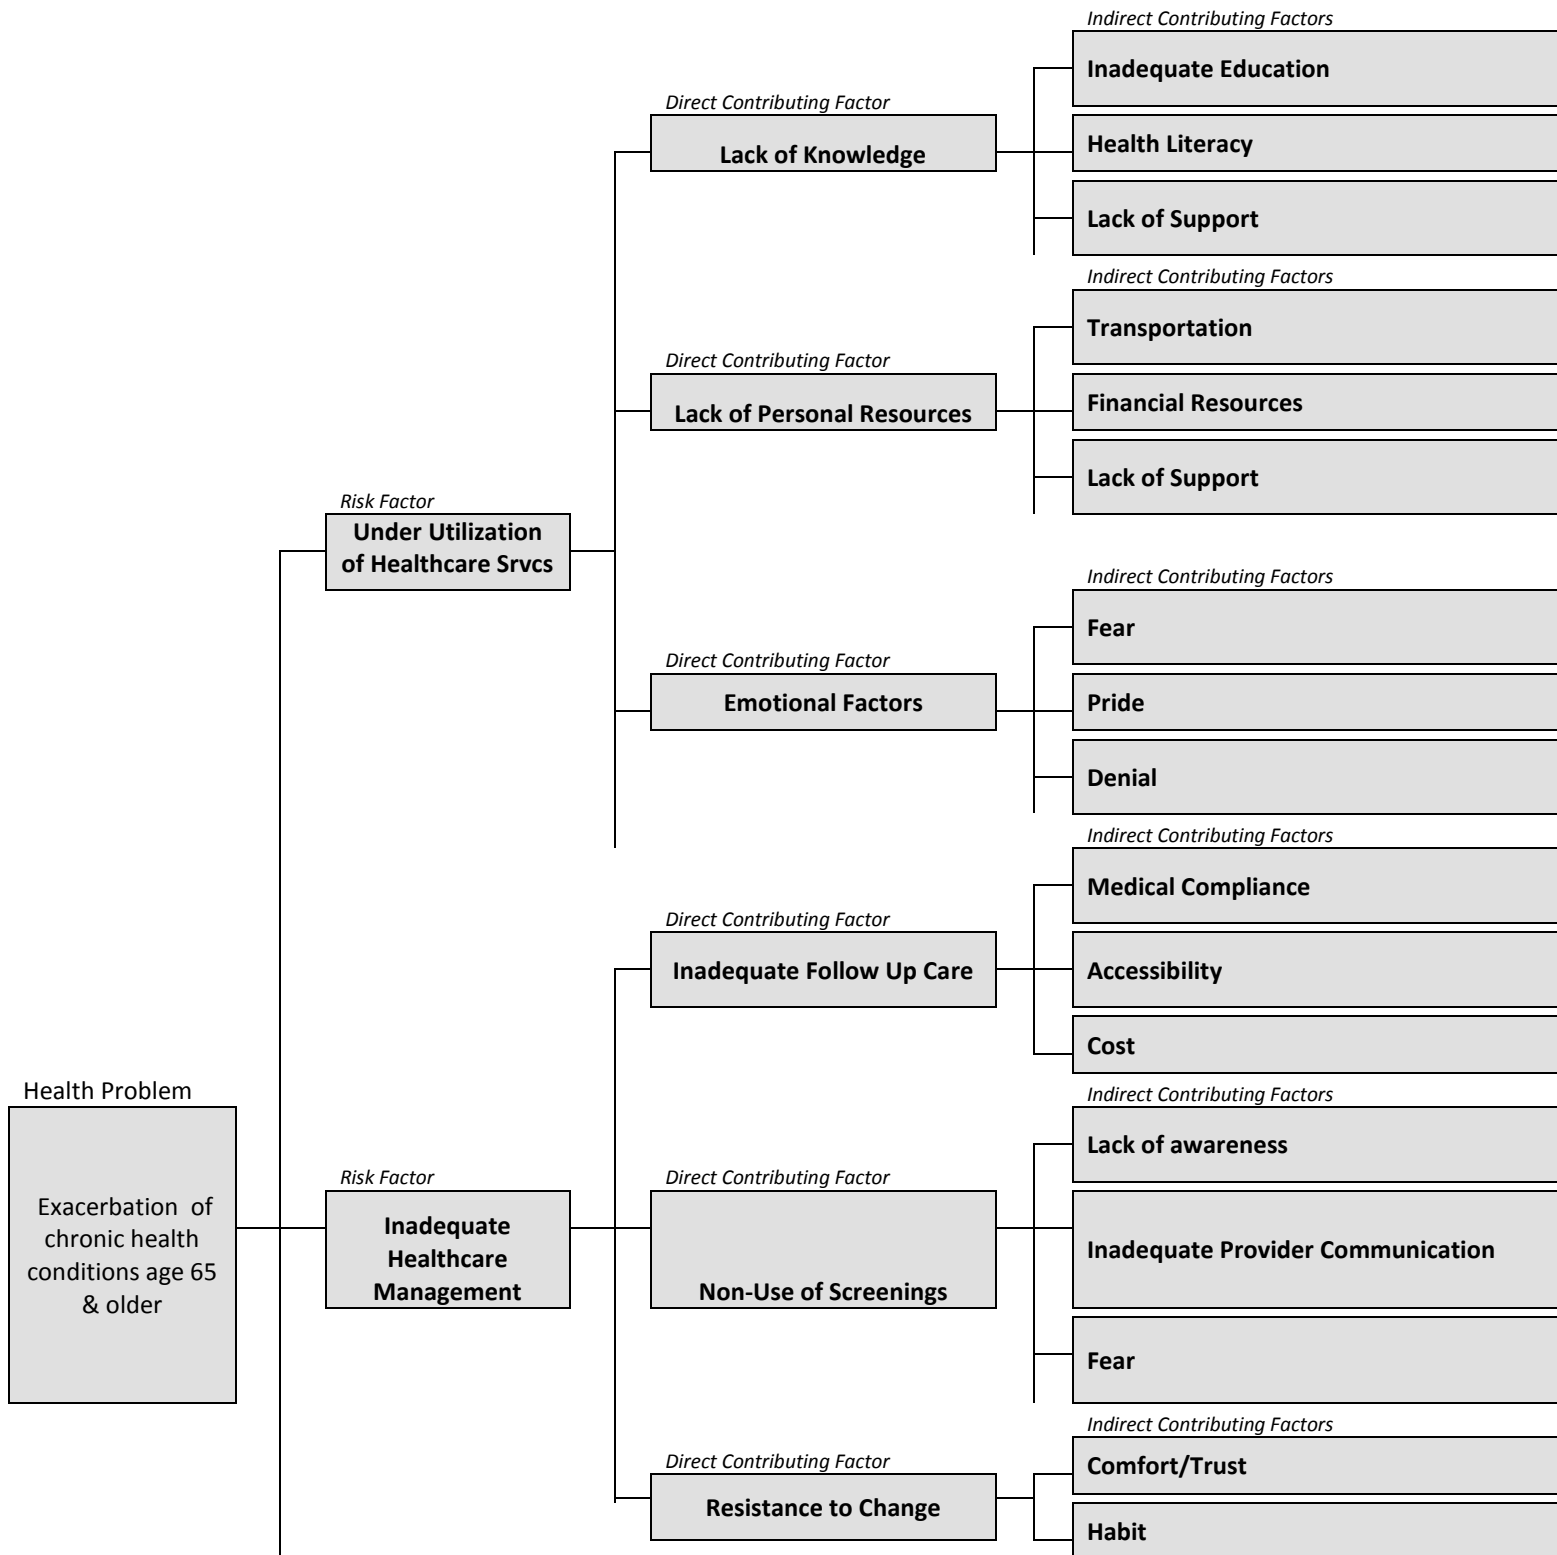 Indirect Contributing Factors
Inadequate Education
Direct Contributing Factor
Lack of Knowledge
Health Literacy
Lack of Support
Indirect Contributing Factors
Transportation
Direct Contributing Factor
Lack of Personal Resources
Financial Resources
Lack of Support
Risk Factor
Under Utilization
of Healthcare Srvcs
Indirect Contributing Factors
Fear
Direct Contributing Factor
Emotional Factors
Pride
Denial
Indirect Contributing Factors
Medical Compliance
Direct Contributing Factor
Inadequate Follow Up Care
Accessibility
Cost
Health Problem
Exacerbation of
chronic health
conditions age 65
& older
Risk Factor
Inadequate
Healthcare
Management
Indirect Contributing Factors
Lack of awareness
Direct Contributing Factor
Non-Use of Screenings
Inadequate Provider Communication
Fear
Indirect Contributing Factors
Comfort/Trust
Direct Contributing Factor
Resistance to Change
Habit